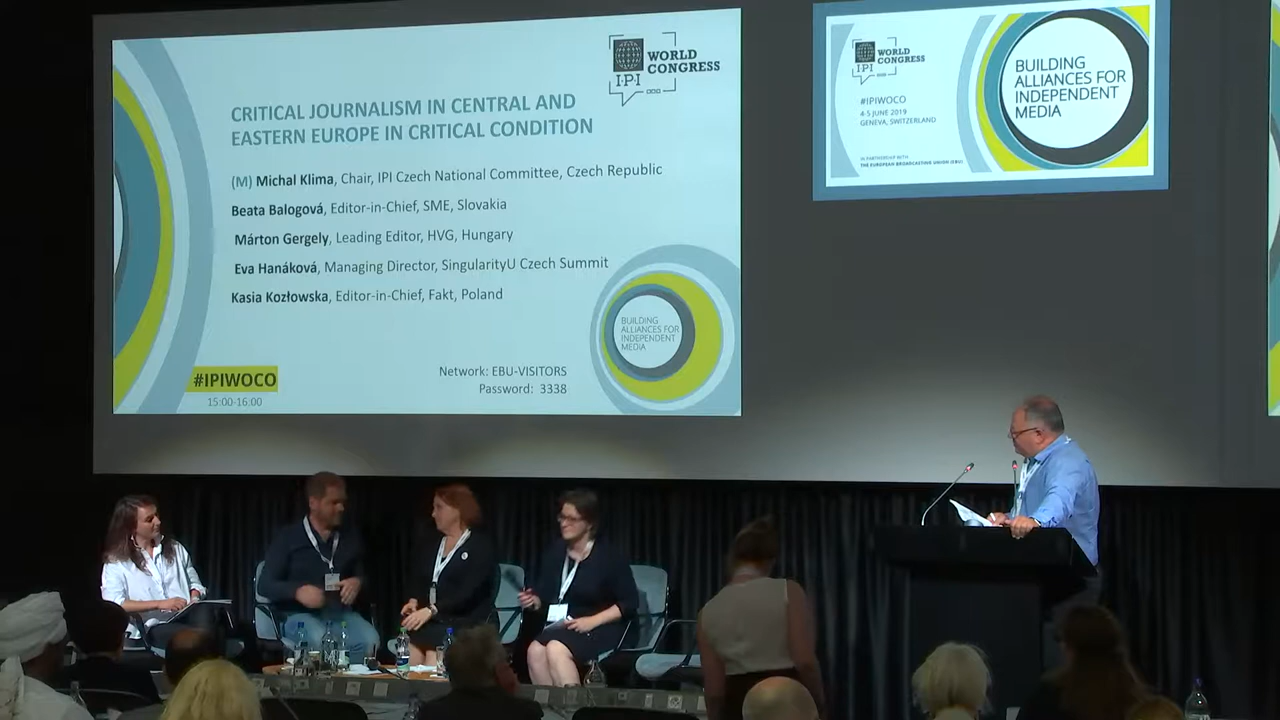 I·P·I WORLD
CONGRESS
CRITICAL JOURNALISM IN CENTRAL AND
EASTERN EUROPE IN CRITICAL CONDITION
(M) Michal Klima, Chair, IPI Czech National Committee, Czech Republic
Beata Balogová, Editor-in-Chief, SME, Slovakia
Márton Gergely, Leading Editor, HVG, Hungary
Eva Hanáková, Managing Director, SingularityU Czech Summit
Kasia Kozłowska, Editor-in-Chief, Fakt, Poland
BUILDING
ALLIANCES FOR
INDEPENDENT
MEDIA
#IPIWOCO
15:00-16:00
Network: EBU-VISITORS
Password: 3338
IPI WORLD
CONGRESS
#IPIWOCO
4-5 JUNE 2019
GENEVA, SWITZERLAND
IN PARTNERSHIP WITH
THE EUROPEAN BROADCASTING UNION (EBU)
BUILDING
ALLIANCES FOR
INDEPENDENT
MEDIA